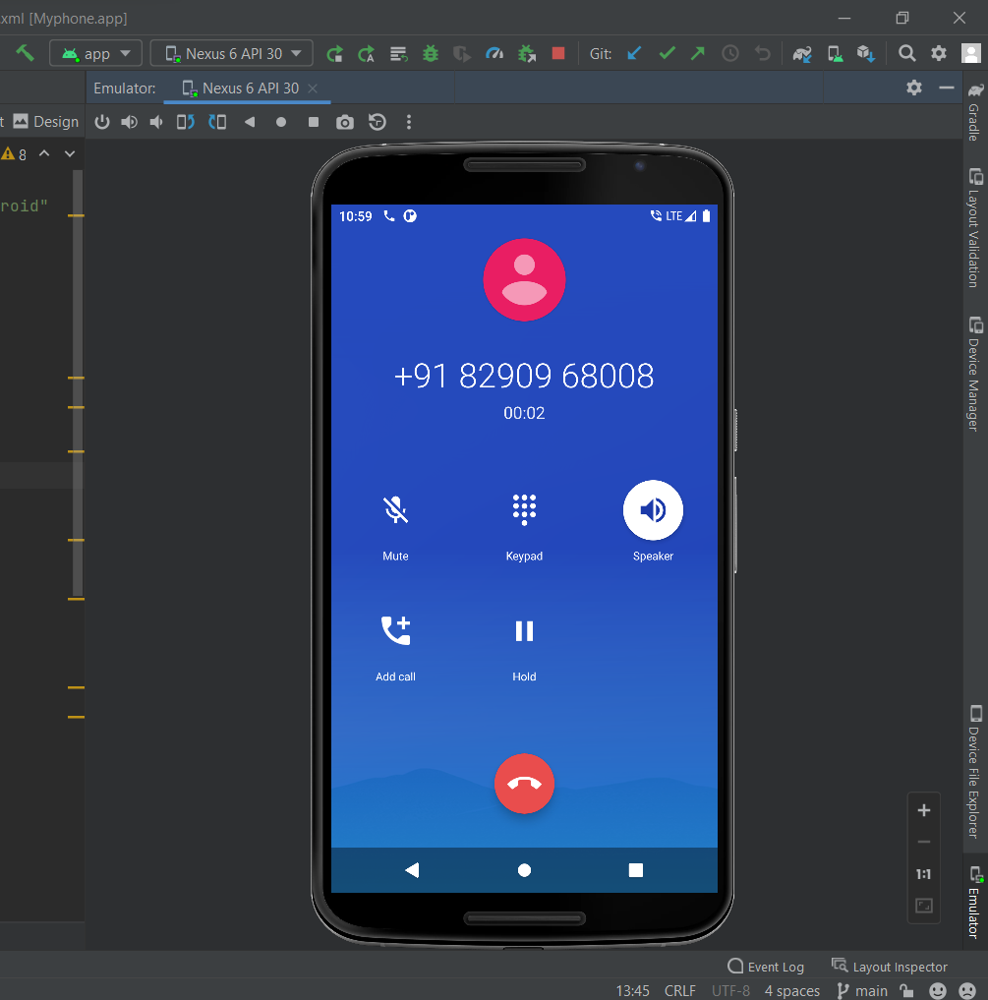 .xml [Myphone.app]
app
Nexus 6 API 30
Git:
Emulator:
Nexus 6 API 30
t
Design
8
roid"
10:59
LTE
+91 82909 68008
00:02
Mute
Keypad
Speaker
Add call
Hold
1:1
Gradle
Layout Validation
Device Manager
Device File Explorer
Emulator
Event Log
Layout Inspector
13:45
CRLF
UTF-8
4 spaces
main